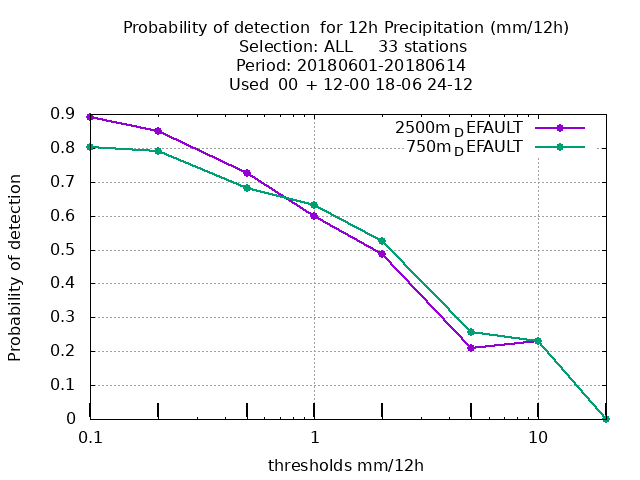 Probability of detection  for 12h Precipitation (mm/12h)
Selection: ALL     33 stations
Period: 20180601-20180614
Used  00  + 12-00 18-06 24-12
2500m_DEFAULT
750m_DEFAULT
Probability of detection
0.9
0.8
0.7
0.6
0.5
0.4
0.3
0.2
0.1
0
0.1 1 10
thresholds mm/12h